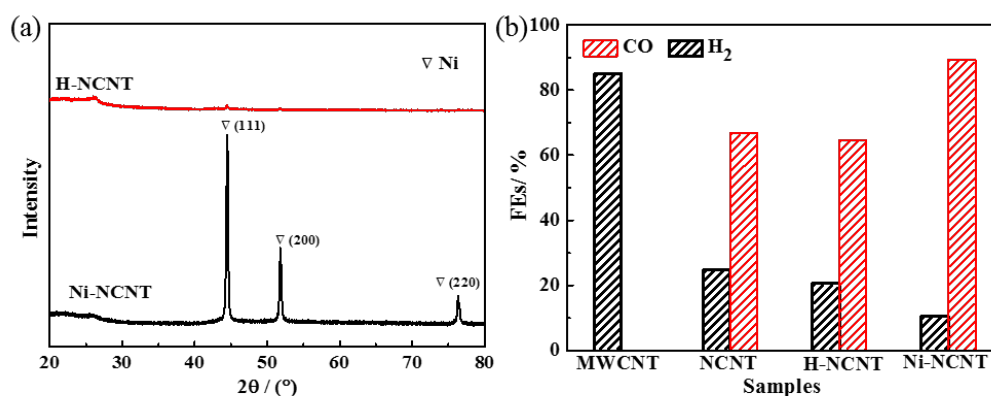 (a)
H-NCNT
▽ Ni
▽ (111)
▽ (200)
▽ (220)
Ni-NCNT
Intensity
20 30 40 50 60 70 80
2θ / (°)
(b)
CO H₂
100
80
60
40
20
0
FEs/ %
MWCNT NCNT H-NCNT Ni-NCNT
Samples